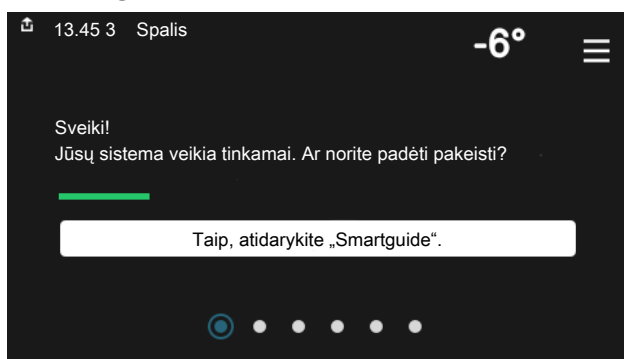 13.45 3 Spalis
-6°
Sveiki!
Jūsų sistema veikia tinkamai. Ar norite padėti pakeisti?
Taip, atidarykite „Smartguide“.